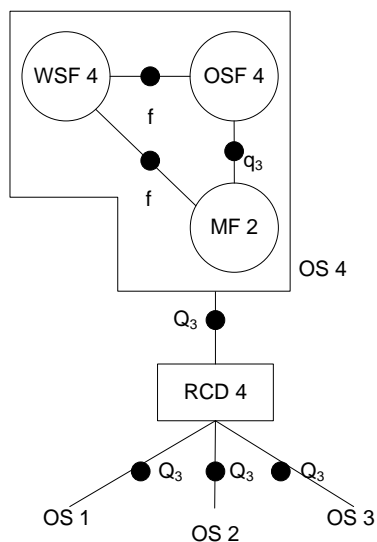 WSF 4
OSF 4
f
q3
f
MF 2
OS 4
Q3
RCD 4
Q3
Q3
Q3
OS 1
OS 2
OS 3